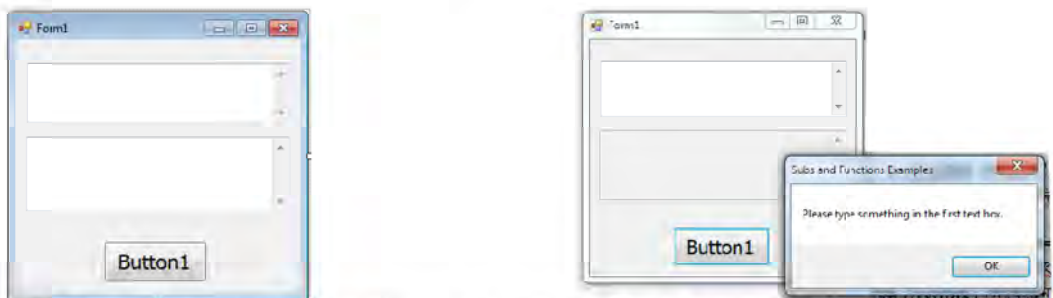 Form1
Button1
Form1
Button1
Subs and Functions Examples
Please type something in the first text box.
OK